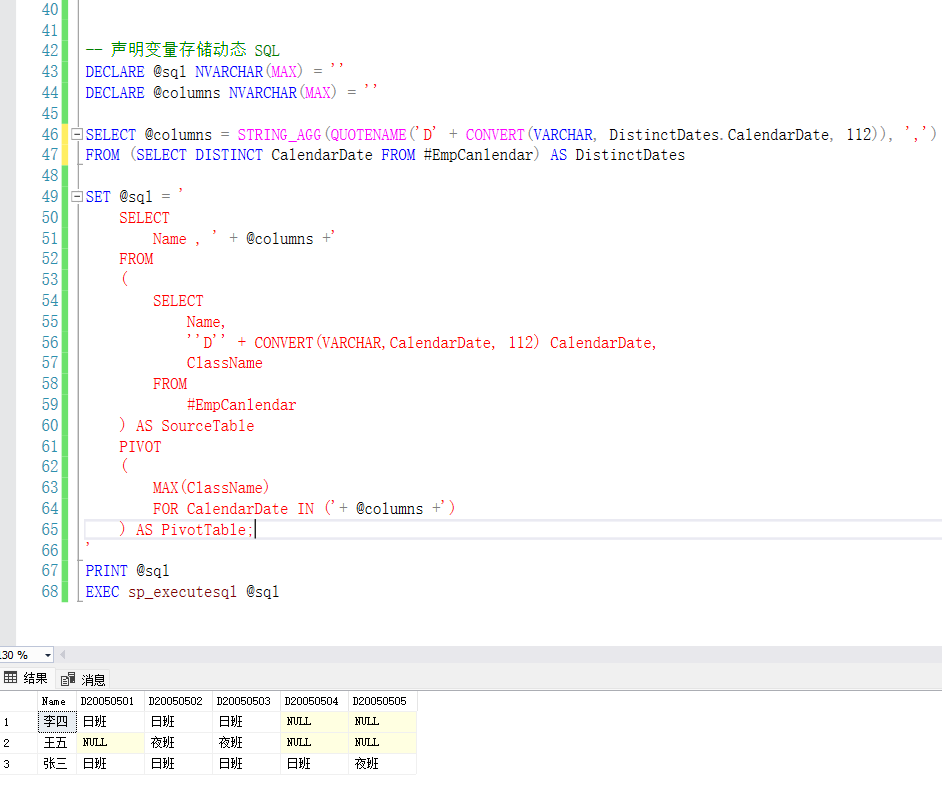 40
41
42 -- 声明变量存储动态 SQL
43 DECLARE @sql NVARCHAR(MAX) = ''
44 DECLARE @columns NVARCHAR(MAX) = ''
45
46 SELECT @columns = STRING_AGG(QUOTENAME('D' + CONVERT(VARCHAR, DistinctDates.CalendarDate, 112)), ',')
47 FROM (SELECT DISTINCT CalendarDate FROM #EmpCanlendar) AS DistinctDates
48
49 SET @sql = '
50 SELECT
51 Name , ' + @columns +'
52 FROM
53 (
54 SELECT
55 Name,
56 ''D'' + CONVERT(VARCHAR,CalendarDate, 112) CalendarDate,
57 ClassName
58 FROM
59 #EmpCanlendar
60 ) AS SourceTable
61 PIVOT
62 (
63 MAX(ClassName)
64 FOR CalendarDate IN ('+ @columns +')
65 ) AS PivotTable;
66 '
67 PRINT @sql
68 EXEC sp_executesql @sql
30 %
结果 消息
Name D20050501 D20050502 D20050503 D20050504 D20050505
1 李四 日班 日班 日班 NULL NULL
2 王五 NULL 夜班 夜班 NULL NULL
3 张三 日班 日班 日班 日班 夜班